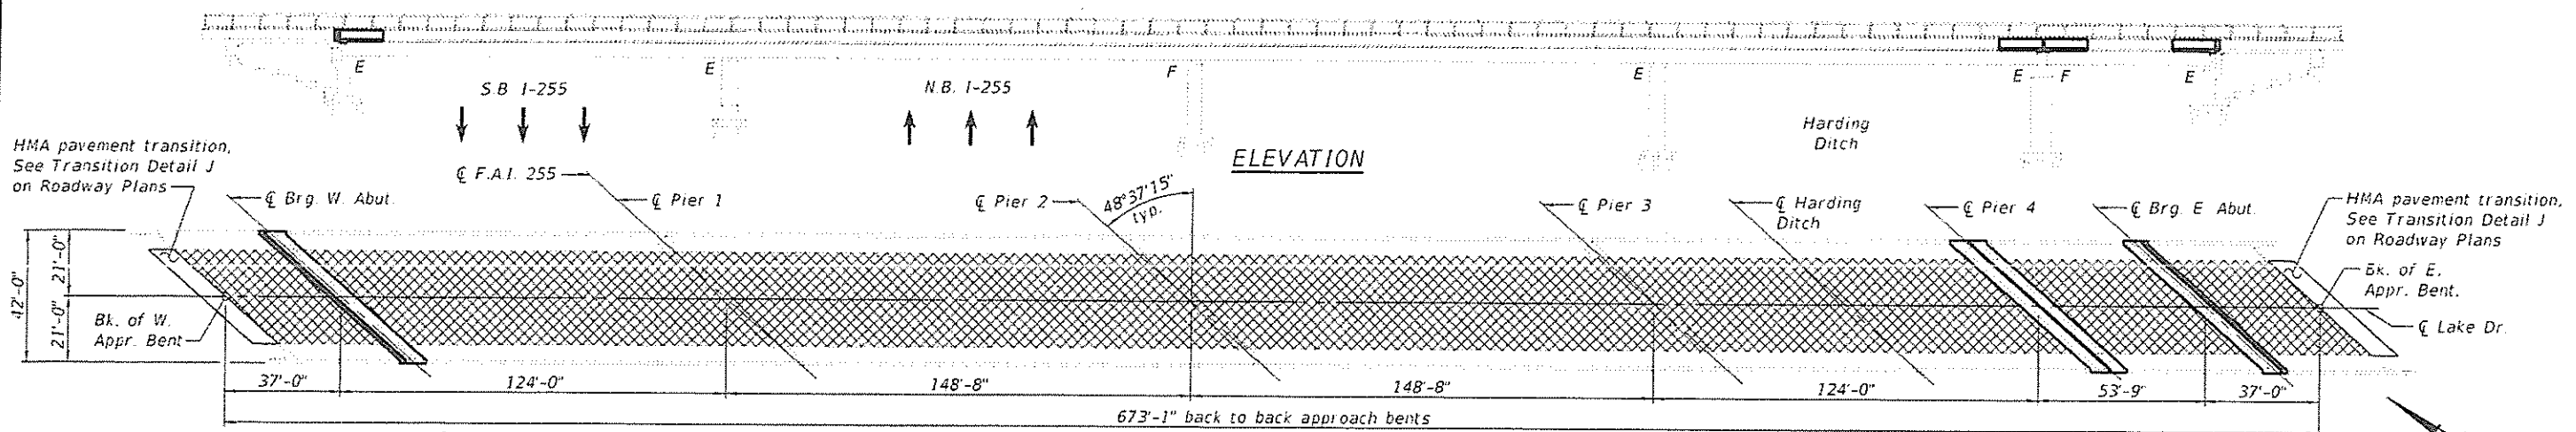 E
E
F
E
E
F
E
S.B I-255
N.B. I-255
Harding
Ditch
ELEVATION
HMA pavement transition,
See Transition Detail J
on Roadway Plans
℄ F.A.I. 255
℄ Brg. W. Abut.
℄ Pier 1
℄ Pier 2
48°37'15"
typ.
℄ Pier 3
℄ Harding
Ditch
℄ Pier 4
℄ Brg. E Abut.
HMA pavement transition,
See Transition Detail J
on Roadway Plans
42'-0"
21'-0"
21'-0"
Bk. of W.
Appr. Bent
Bk. of E.
Appr. Bent.
℄ Lake Dr.
37'-0"
124'-0"
148'-8"
148'-8"
124'-0"
53'-9"
37'-0"
673'-1" back to back approach bents